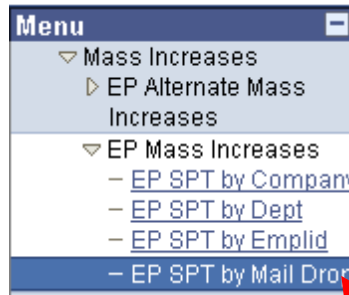 Menu
Mass Increases
EP Alternate Mass
Increases
EP Mass Increases
– EP SPT by Company
– EP SPT by Dept
– EP SPT by Emplid
– EP SPT by Mail Drop